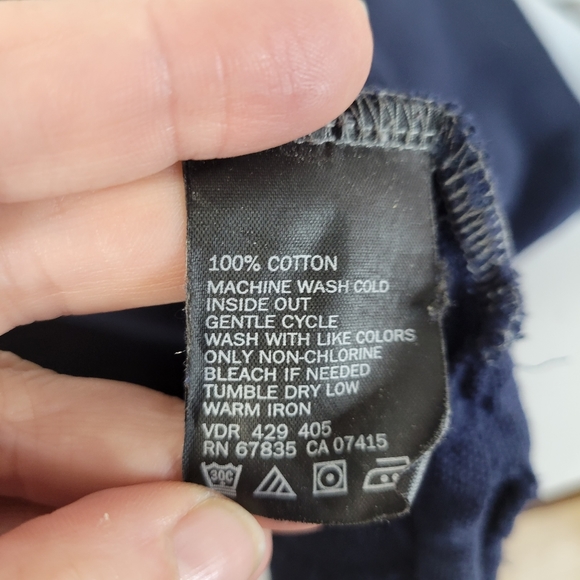 100% COTTON
MACHINE WASH COLD
INSIDE OUT
GENTLE CYCLE
WASH WITH LIKE COLORS
ONLY NON-CHLORINE
BLEACH IF NEEDED
TUMBLE DRY LOW
WARM IRON
VDR 429 405
RN 67835 CA 07415
30C